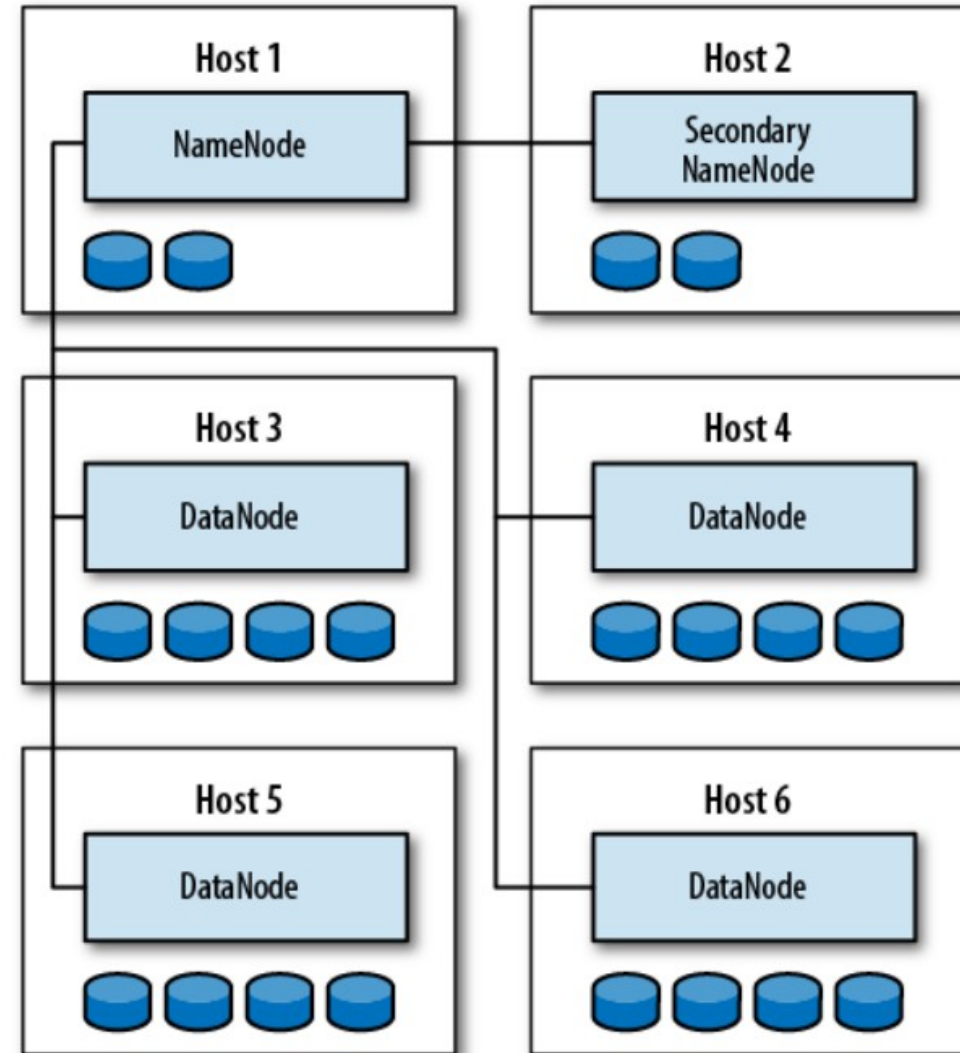 Host 1
NameNode
Host 2
Secondary
NameNode
Host 3
DataNode
Host 4
DataNode
Host 5
DataNode
Host 6
DataNode